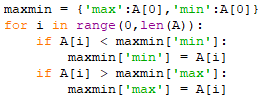 maxmin = {'max':A[0],'min':A[0]}
for i in range(0,len(A)):
    if A[i] < maxmin['min']:
        maxmin['min'] = A[i]
    if A[i] > maxmin['max']:
        maxmin['max'] = A[i]